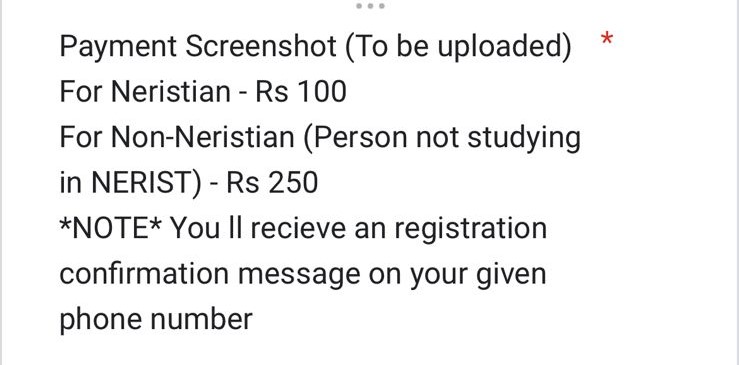 Payment Screenshot (To be uploaded) *
For Neristian - Rs 100
For Non-Neristian (Person not studying
in NERIST) - Rs 250
*NOTE* You ll recieve an registration
confirmation message on your given
phone number